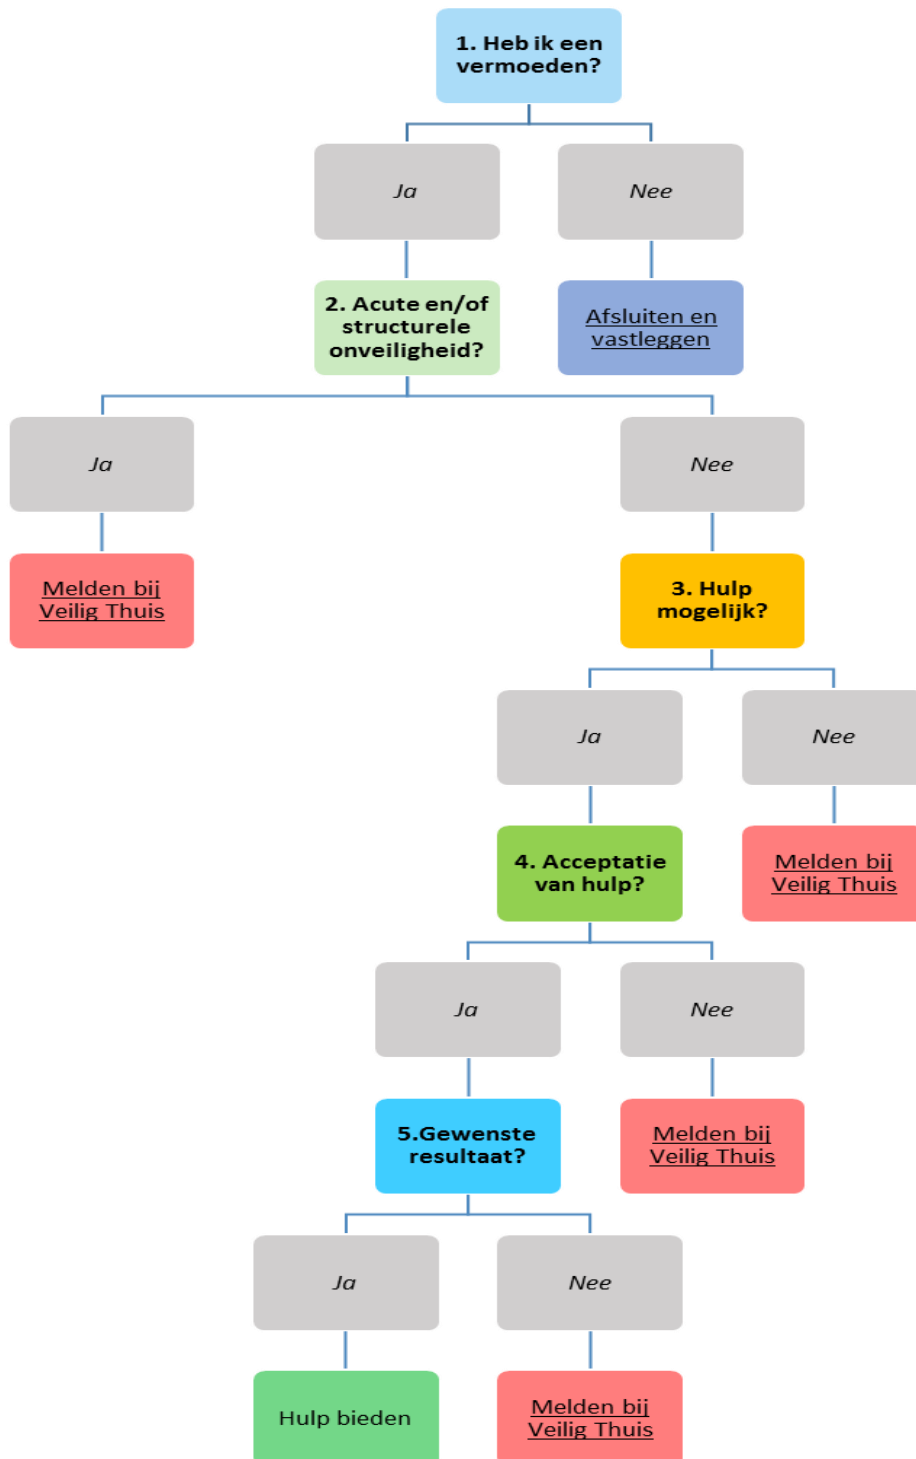 1. Heb ik een
vermoeden?
Ja
Nee
2. Acute en/of
structurele
onveiligheid?
Afsluiten en
vastleggen
Ja
Nee
Melden bij
Veilig Thuis
3. Hulp
mogelijk?
Ja
Nee
4. Acceptatie
van hulp?
Melden bij
Veilig Thuis
Ja
Nee
5.Gewenste
resultaat?
Melden bij
Veilig Thuis
Ja
Nee
Hulp bieden
Melden bij
Veilig Thuis